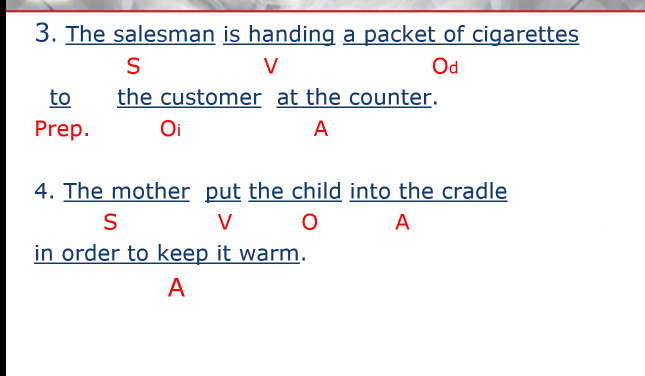 3. The salesman is handing a packet of cigarettes
S V Od
to the customer at the counter.
Prep. Oi A
4. The mother put the child into the cradle
S V O A
in order to keep it warm.
A